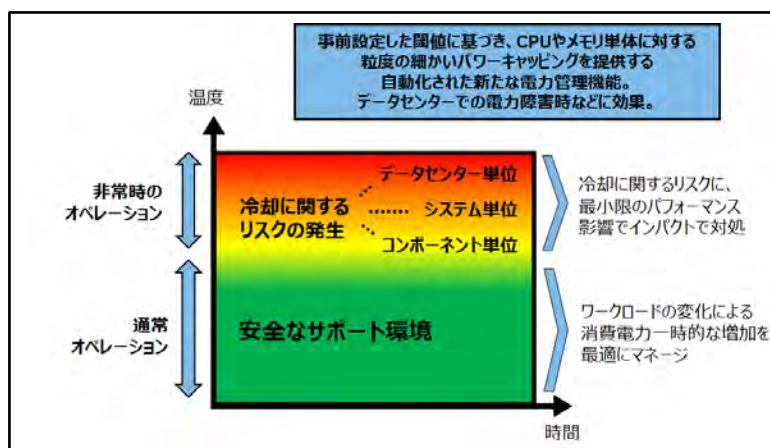 事前設定した閾値に基づき、CPUやメモリ単体に対する
粒度の細かいパワーキャッピングを提供する
自動化された新たな電力管理機能。
データセンターでの電力障害時などに効果。
温度
非常時の
オペレーション
冷却に関する
リスクの発生
データセンター単位
システム単位
コンポーネント単位
冷却に関するリスクに、
最小限のパフォーマンス
影響でインパクトで対処
通常
オペレーション
安全なサポート環境
ワークロードの変化による
消費電力一時的な増加を
最適にマネージ
時間